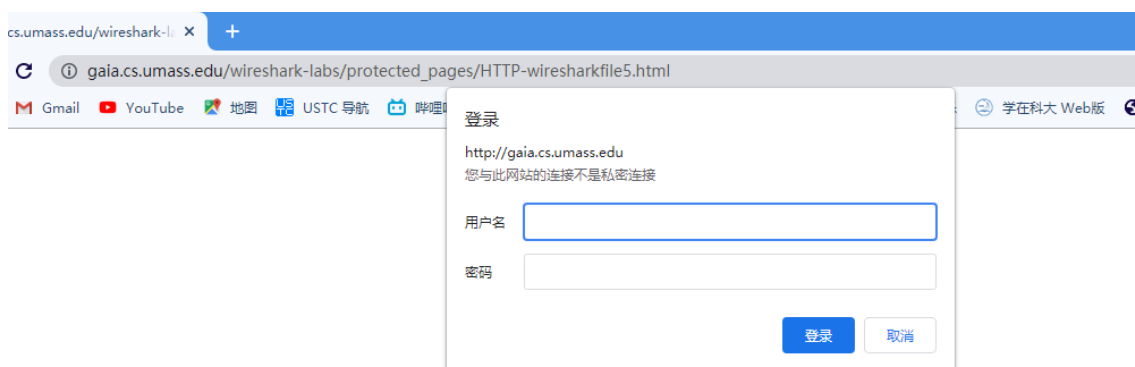 cs.umass.edu/wireshark-la
gaia.cs.umass.edu/wireshark-labs/protected_pages/HTTP-wiresharkfile5.html
Gmail YouTube 地图 USTC 导航 哔哩 学在科大 Web版
登录
http://gaia.cs.umass.edu
您与此网站的连接不是私密连接
用户名
密码
登录 取消